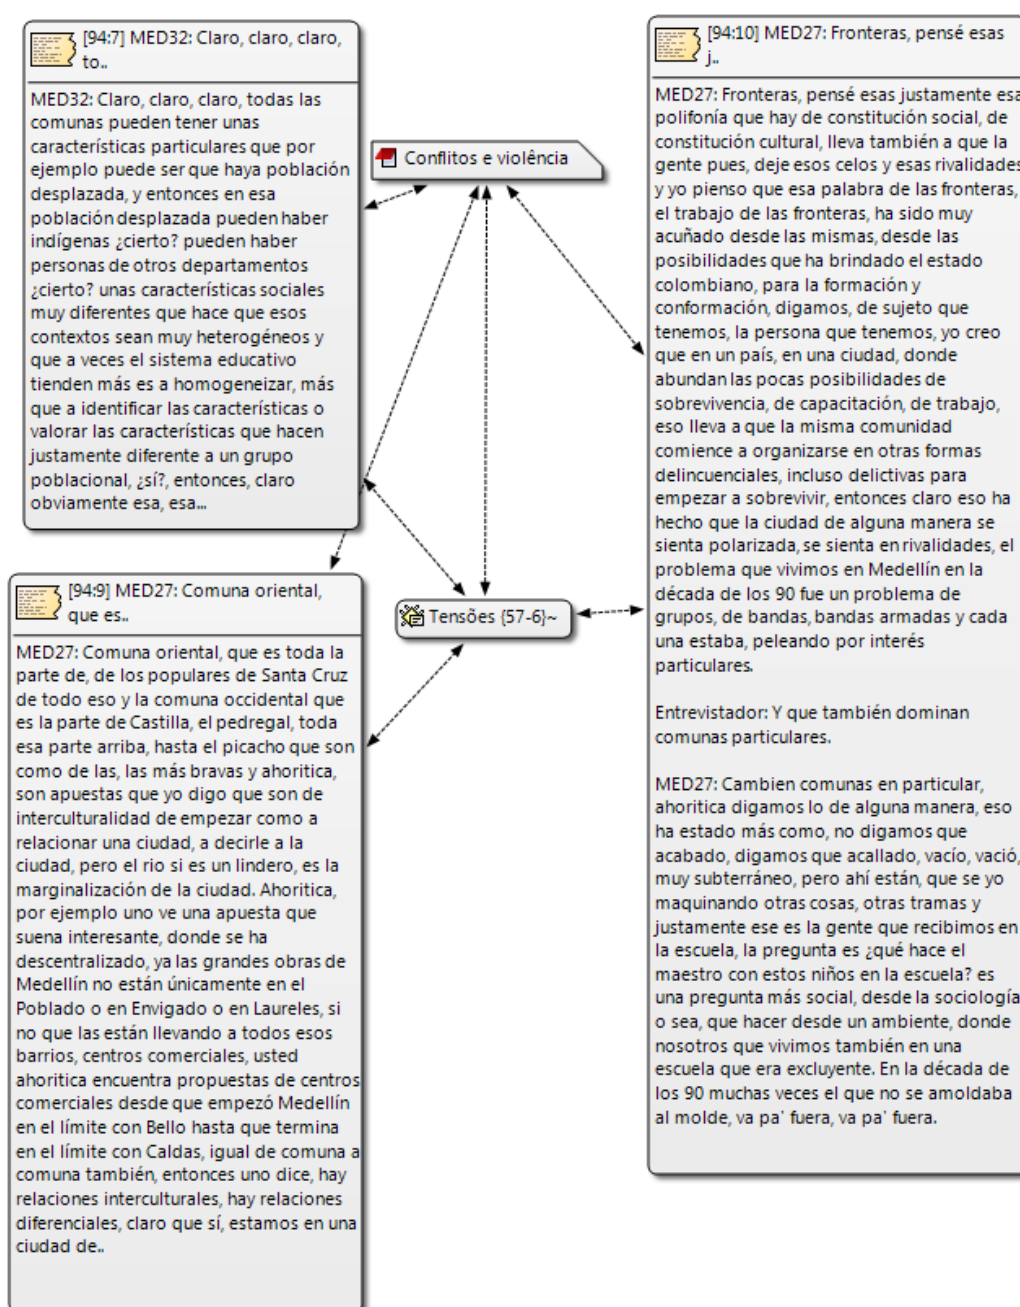 [94:7] MED32: Claro, claro, claro,
to..
MED32: Claro, claro, claro, todas las
comunas pueden tener unas
características particulares que por
ejemplo puede ser que haya población
desplazada, y entonces en esa
población desplazada pueden haber
indígenas ¿cierto? pueden haber
personas de otros departamentos
¿cierto? unas características sociales
muy diferentes que hace que esos
contextos sean muy heterogéneos y
que a veces el sistema educativo
tienden más es a homogeneizar, más
que a identificar las características o
valorar las características que hacen
justamente diferente a un grupo
poblacional, ¿sí?, entonces, claro
obviamente esa, esa...
Conflitos e violência
[94:10] MED27: Fronteras, pensé esas
j..
MED27: Fronteras, pensé esas justamente esa
polifonía que hay de constitución social, de
constitución cultural, lleva también a que la
gente pues, deje esos celos y esas rivalidades
y yo pienso que esa palabra de las fronteras,
el trabajo de las fronteras, ha sido muy
acuñado desde las mismas, desde las
posibilidades que ha brindado el estado
colombiano, para la formación y
conformación, digamos, de sujeto que
tenemos, la persona que tenemos, yo creo
que en un país, en una ciudad, donde
abundan las pocas posibilidades de
sobrevivencia, de capacitación, de trabajo,
eso lleva a que la misma comunidad
comience a organizarse en otras formas
delincuenciales, incluso delictivas para
empezar a sobrevivir, entonces claro eso ha
hecho que la ciudad de alguna manera se
sienta polarizada, se sienta en rivalidades, el
problema que vivimos en Medellín en la
década de los 90 fue un problema de
grupos, de bandas, bandas armadas y cada
una estaba, peleando por interés
particulares.
Entrevistador: Y que también dominan
comunas particulares.
MED27: Cambien comunas en particular,
ahoritica digamos lo de alguna manera, eso
ha estado más como, no digamos que
acabado, digamos que acallado, vacío, vació,
muy subterráneo, pero ahí están, que se yo
maquinando otras cosas, otras tramas y
justamente ese es la gente que recibimos en
la escuela, la pregunta es ¿qué hace el
maestro con estos niños en la escuela? es
una pregunta más social, desde la sociología
o sea, que hacer desde un ambiente, donde
nosotros que vivimos también en una
escuela que era excluyente. En la década de
los 90 muchas veces el que no se amoldaba
al molde, va pa' fuera, va pa' fuera.
[94:9] MED27: Comuna oriental,
que es..
MED27: Comuna oriental, que es toda la
parte de, de los populares de Santa Cruz
de todo eso y la comuna occidental que
es la parte de Castilla, el pedregal, toda
esa parte arriba, hasta el picacho que son
como de las, las más bravas y ahoritica,
son apuestas que yo digo que son de
interculturalidad de empezar como a
relacionar una ciudad, a decirle a la
ciudad, pero el rio si es un lindero, es la
marginalización de la ciudad. Ahoritica,
por ejemplo uno ve una apuesta que
suena interesante, donde se ha
descentralizado, ya las grandes obras de
Medellín no están únicamente en el
Poblado o en Envigado o en Laureles, si
no que las están llevando a todos esos
barrios, centros comerciales, usted
ahoritica encuentra propuestas de centros
comerciales desde que empezó Medellín
en el límite con Bello hasta que termina
en el límite con Caldas, igual de comuna a
comuna también, entonces uno dice, hay
relaciones interculturales, hay relaciones
diferenciales, claro que sí, estamos en una
ciudad de..
Tensões {57-6}~